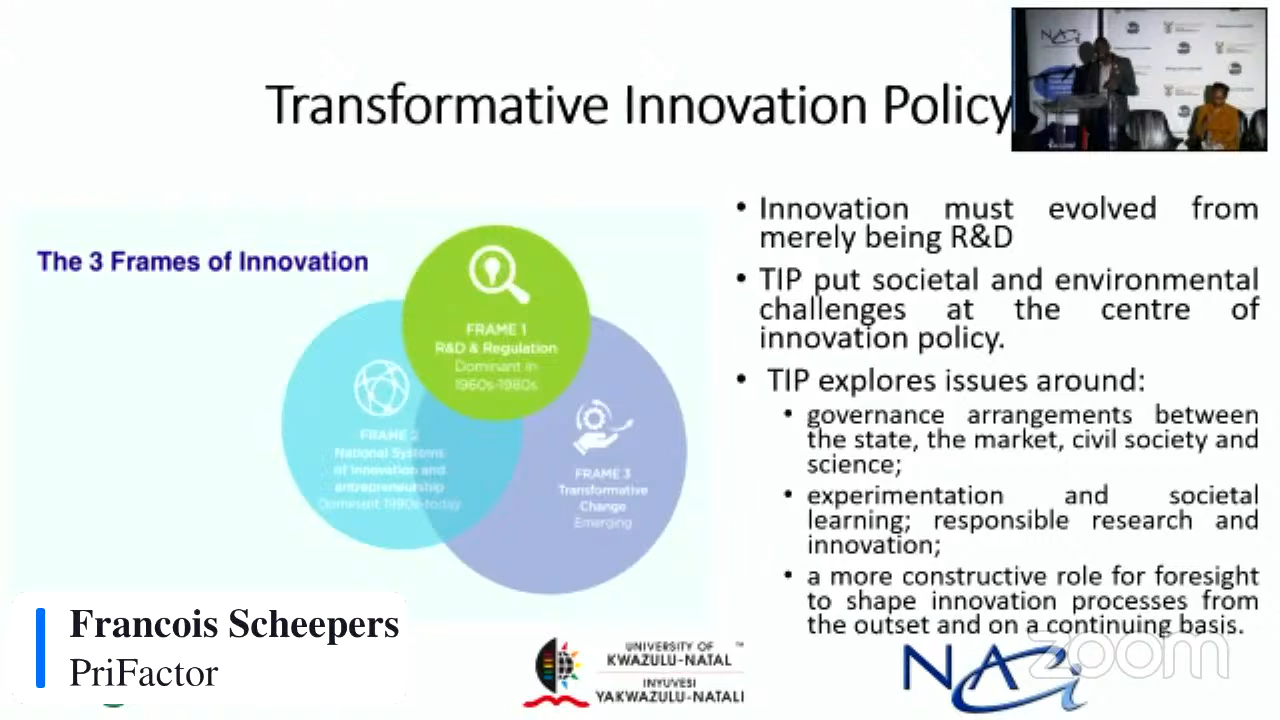 Transformative Innovation Policy
NACi
The 3 Frames of Innovation
FRAME 1
R&D & Regulation
Dominant in
1960s-1980s
FRAME 2
National Systems
of Innovation and
entrepreneurship
Dominant 1990s-today
FRAME 3
Transformative
Change
Emerging
• Innovation must evolved from
merely being R&D
• TIP put societal and environmental
challenges at the centre of
innovation policy.
• TIP explores issues around:
• governance arrangements between
the state, the market, civil society and
science;
• experimentation and societal
learning; responsible research and
innovation;
• a more constructive role for foresight
to shape innovation processes from
the outset and on a continuing basis.
Francois Scheepers
PriFactor
UNIVERSITY OF ™
KWAZULU-NATAL
INYUVESI
YAKWAZULU-NATALI
NACi
zoom